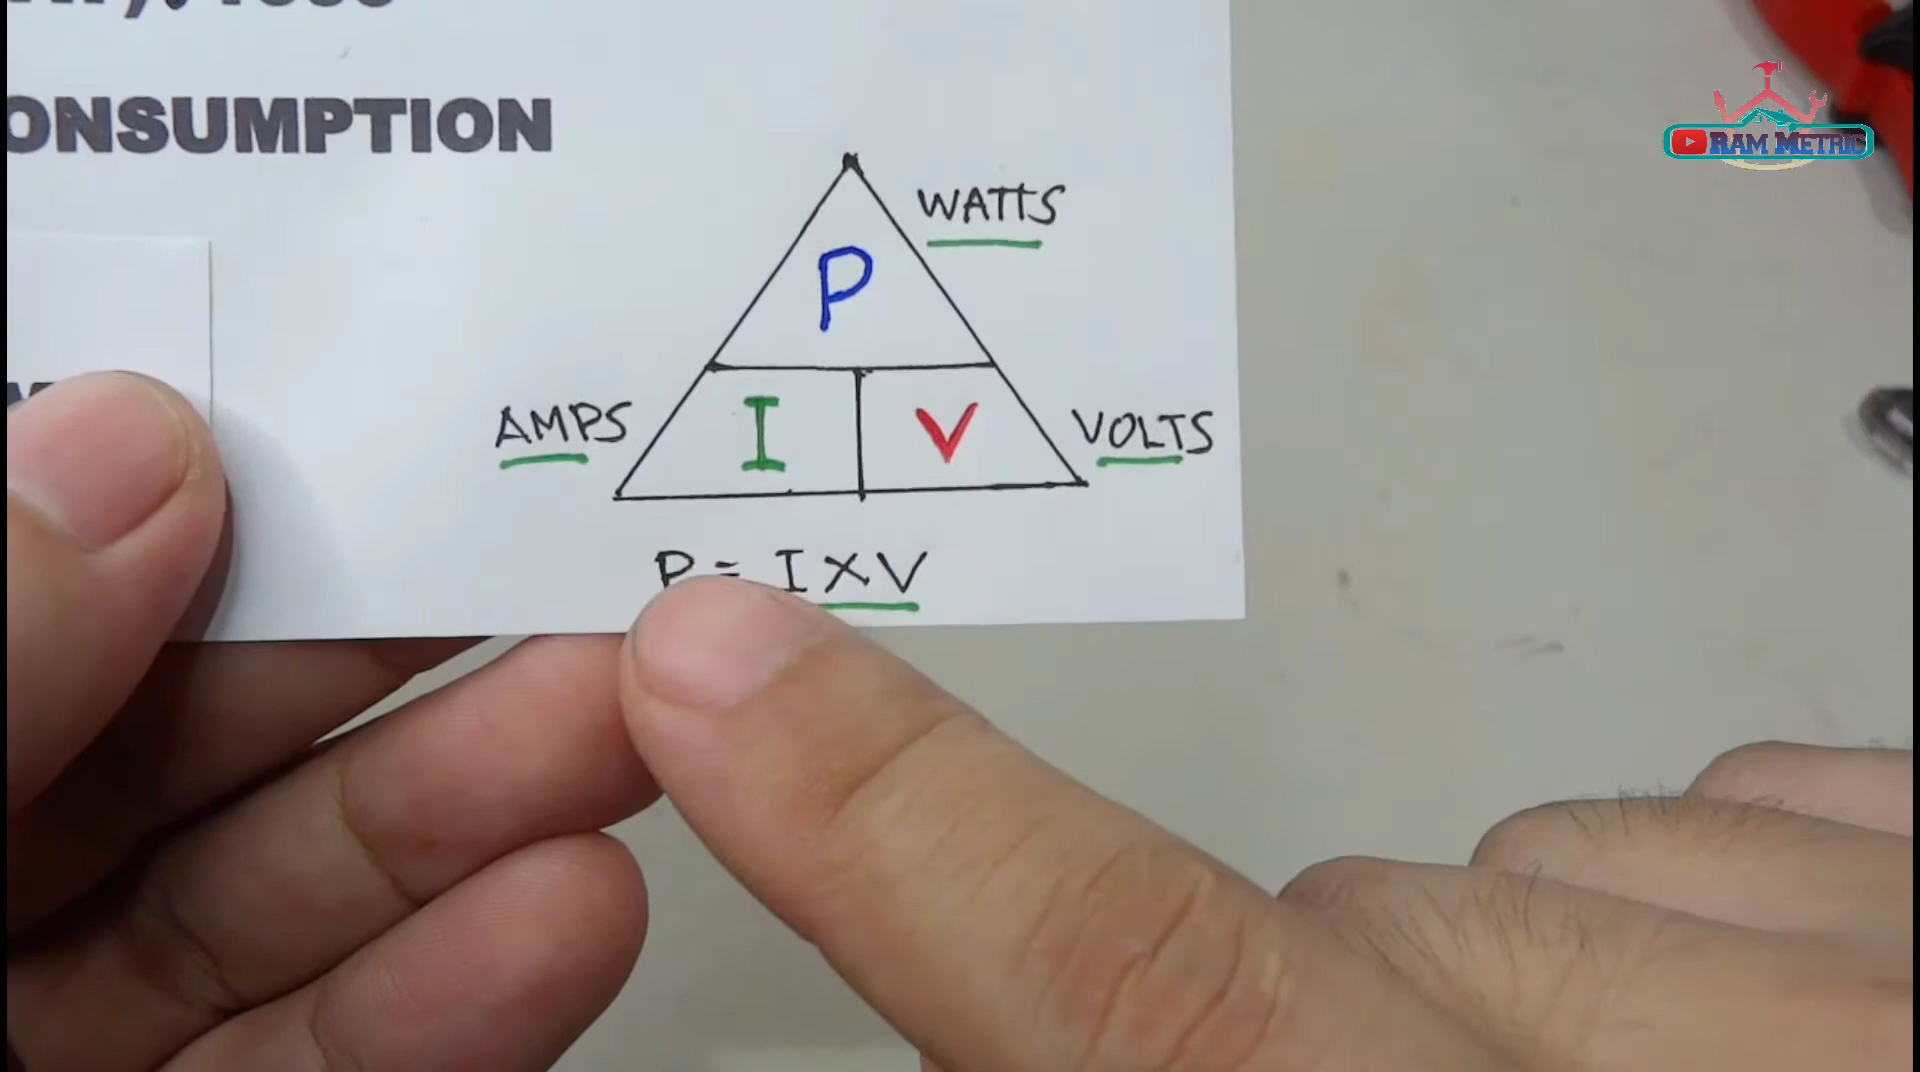 ONSUMPTION
WATTS
P
AMPS I V VOLTS
P = I X V
RAM METRIC